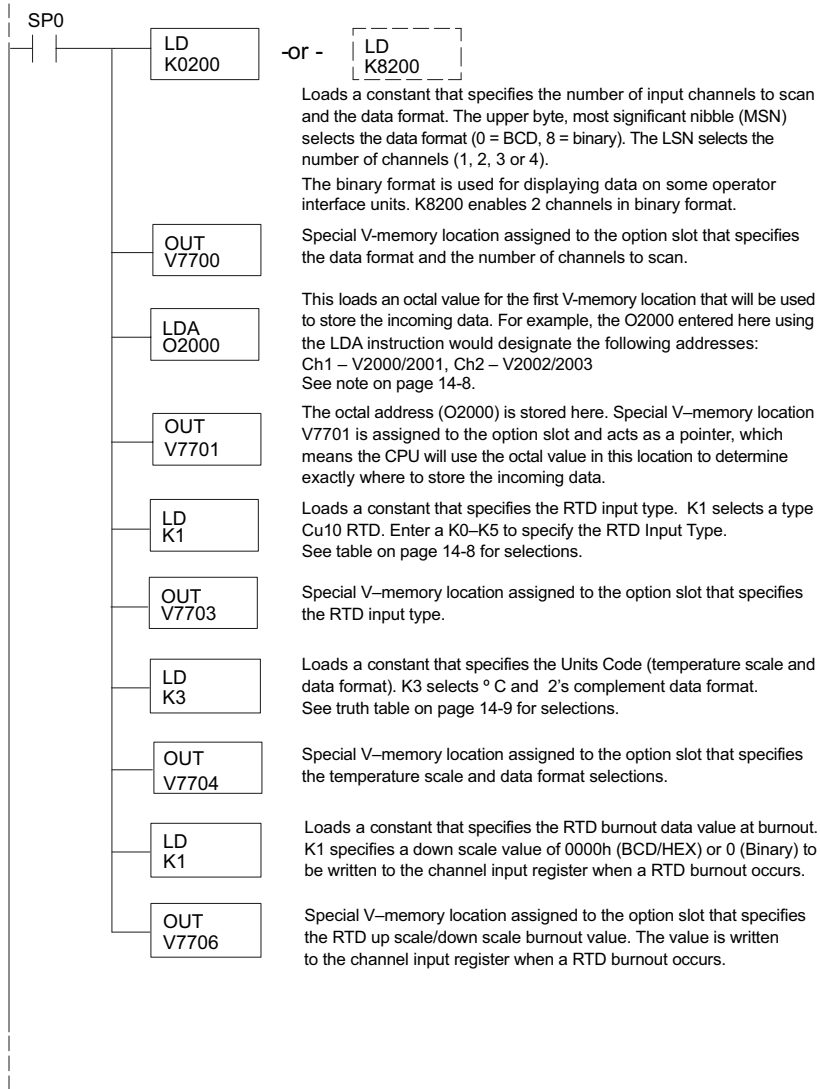 SP0
LD
K0200
-or -
LD
K8200
Loads a constant that specifies the number of input channels to scan
and the data format. The upper byte, most significant nibble (MSN)
selects the data format (0 = BCD, 8 = binary). The LSN selects the
number of channels (1, 2, 3 or 4).
The binary format is used for displaying data on some operator
interface units. K8200 enables 2 channels in binary format.
OUT
V7700
Special V-memory location assigned to the option slot that specifies
the data format and the number of channels to scan.
LDA
O2000
This loads an octal value for the first V-memory location that will be used
to store the incoming data. For example, the O2000 entered here using
the LDA instruction would designate the following addresses:
Ch1 – V2000/2001, Ch2 – V2002/2003
See note on page 14-8.
OUT
V7701
The octal address (O2000) is stored here. Special V–memory location
V7701 is assigned to the option slot and acts as a pointer, which
means the CPU will use the octal value in this location to determine
exactly where to store the incoming data.
LD
K1
Loads a constant that specifies the RTD input type. K1 selects a type
Cu10 RTD. Enter a K0–K5 to specify the RTD Input Type.
See table on page 14-8 for selections.
OUT
V7703
Special V–memory location assigned to the option slot that specifies
the RTD input type.
LD
K3
Loads a constant that specifies the Units Code (temperature scale and
data format). K3 selects º C and 2’s complement data format.
See truth table on page 14-9 for selections.
OUT
V7704
Special V–memory location assigned to the option slot that specifies
the temperature scale and data format selections.
LD
K1
Loads a constant that specifies the RTD burnout data value at burnout.
K1 specifies a down scale value of 0000h (BCD/HEX) or 0 (Binary) to
be written to the channel input register when a RTD burnout occurs.
OUT
V7706
Special V–memory location assigned to the option slot that specifies
the RTD up scale/down scale burnout value. The value is written
to the channel input register when a RTD burnout occurs.